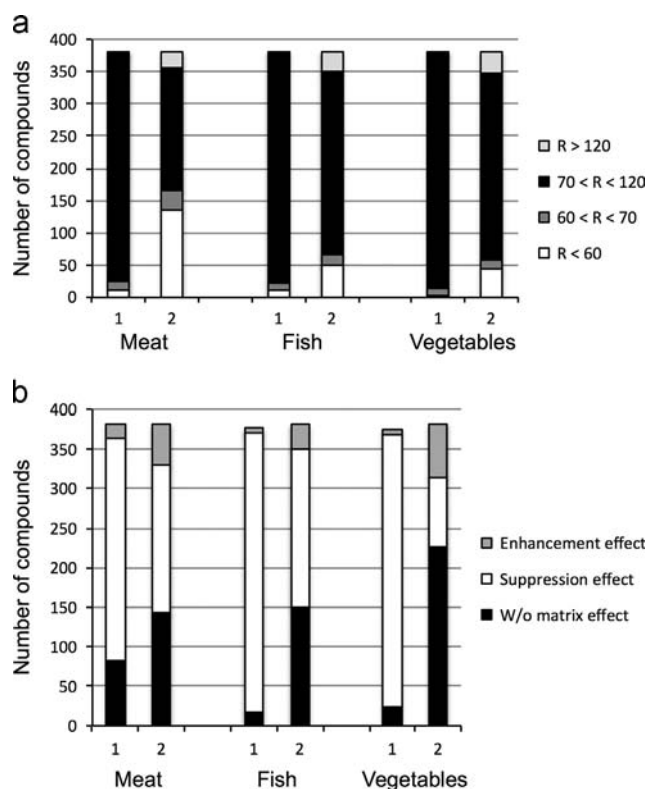 a
400
350
300
250
200
150
100
50
0
Number of compounds
1 2 1 2 1 2
Meat Fish Vegetables
R > 120
70 < R < 120
60 < R < 70
R < 60
b
400
350
300
250
200
150
100
50
0
Number of compounds
1 2 1 2 1 2
Meat Fish Vegetables
Enhancement effect
Suppression effect
W/o matrix effect